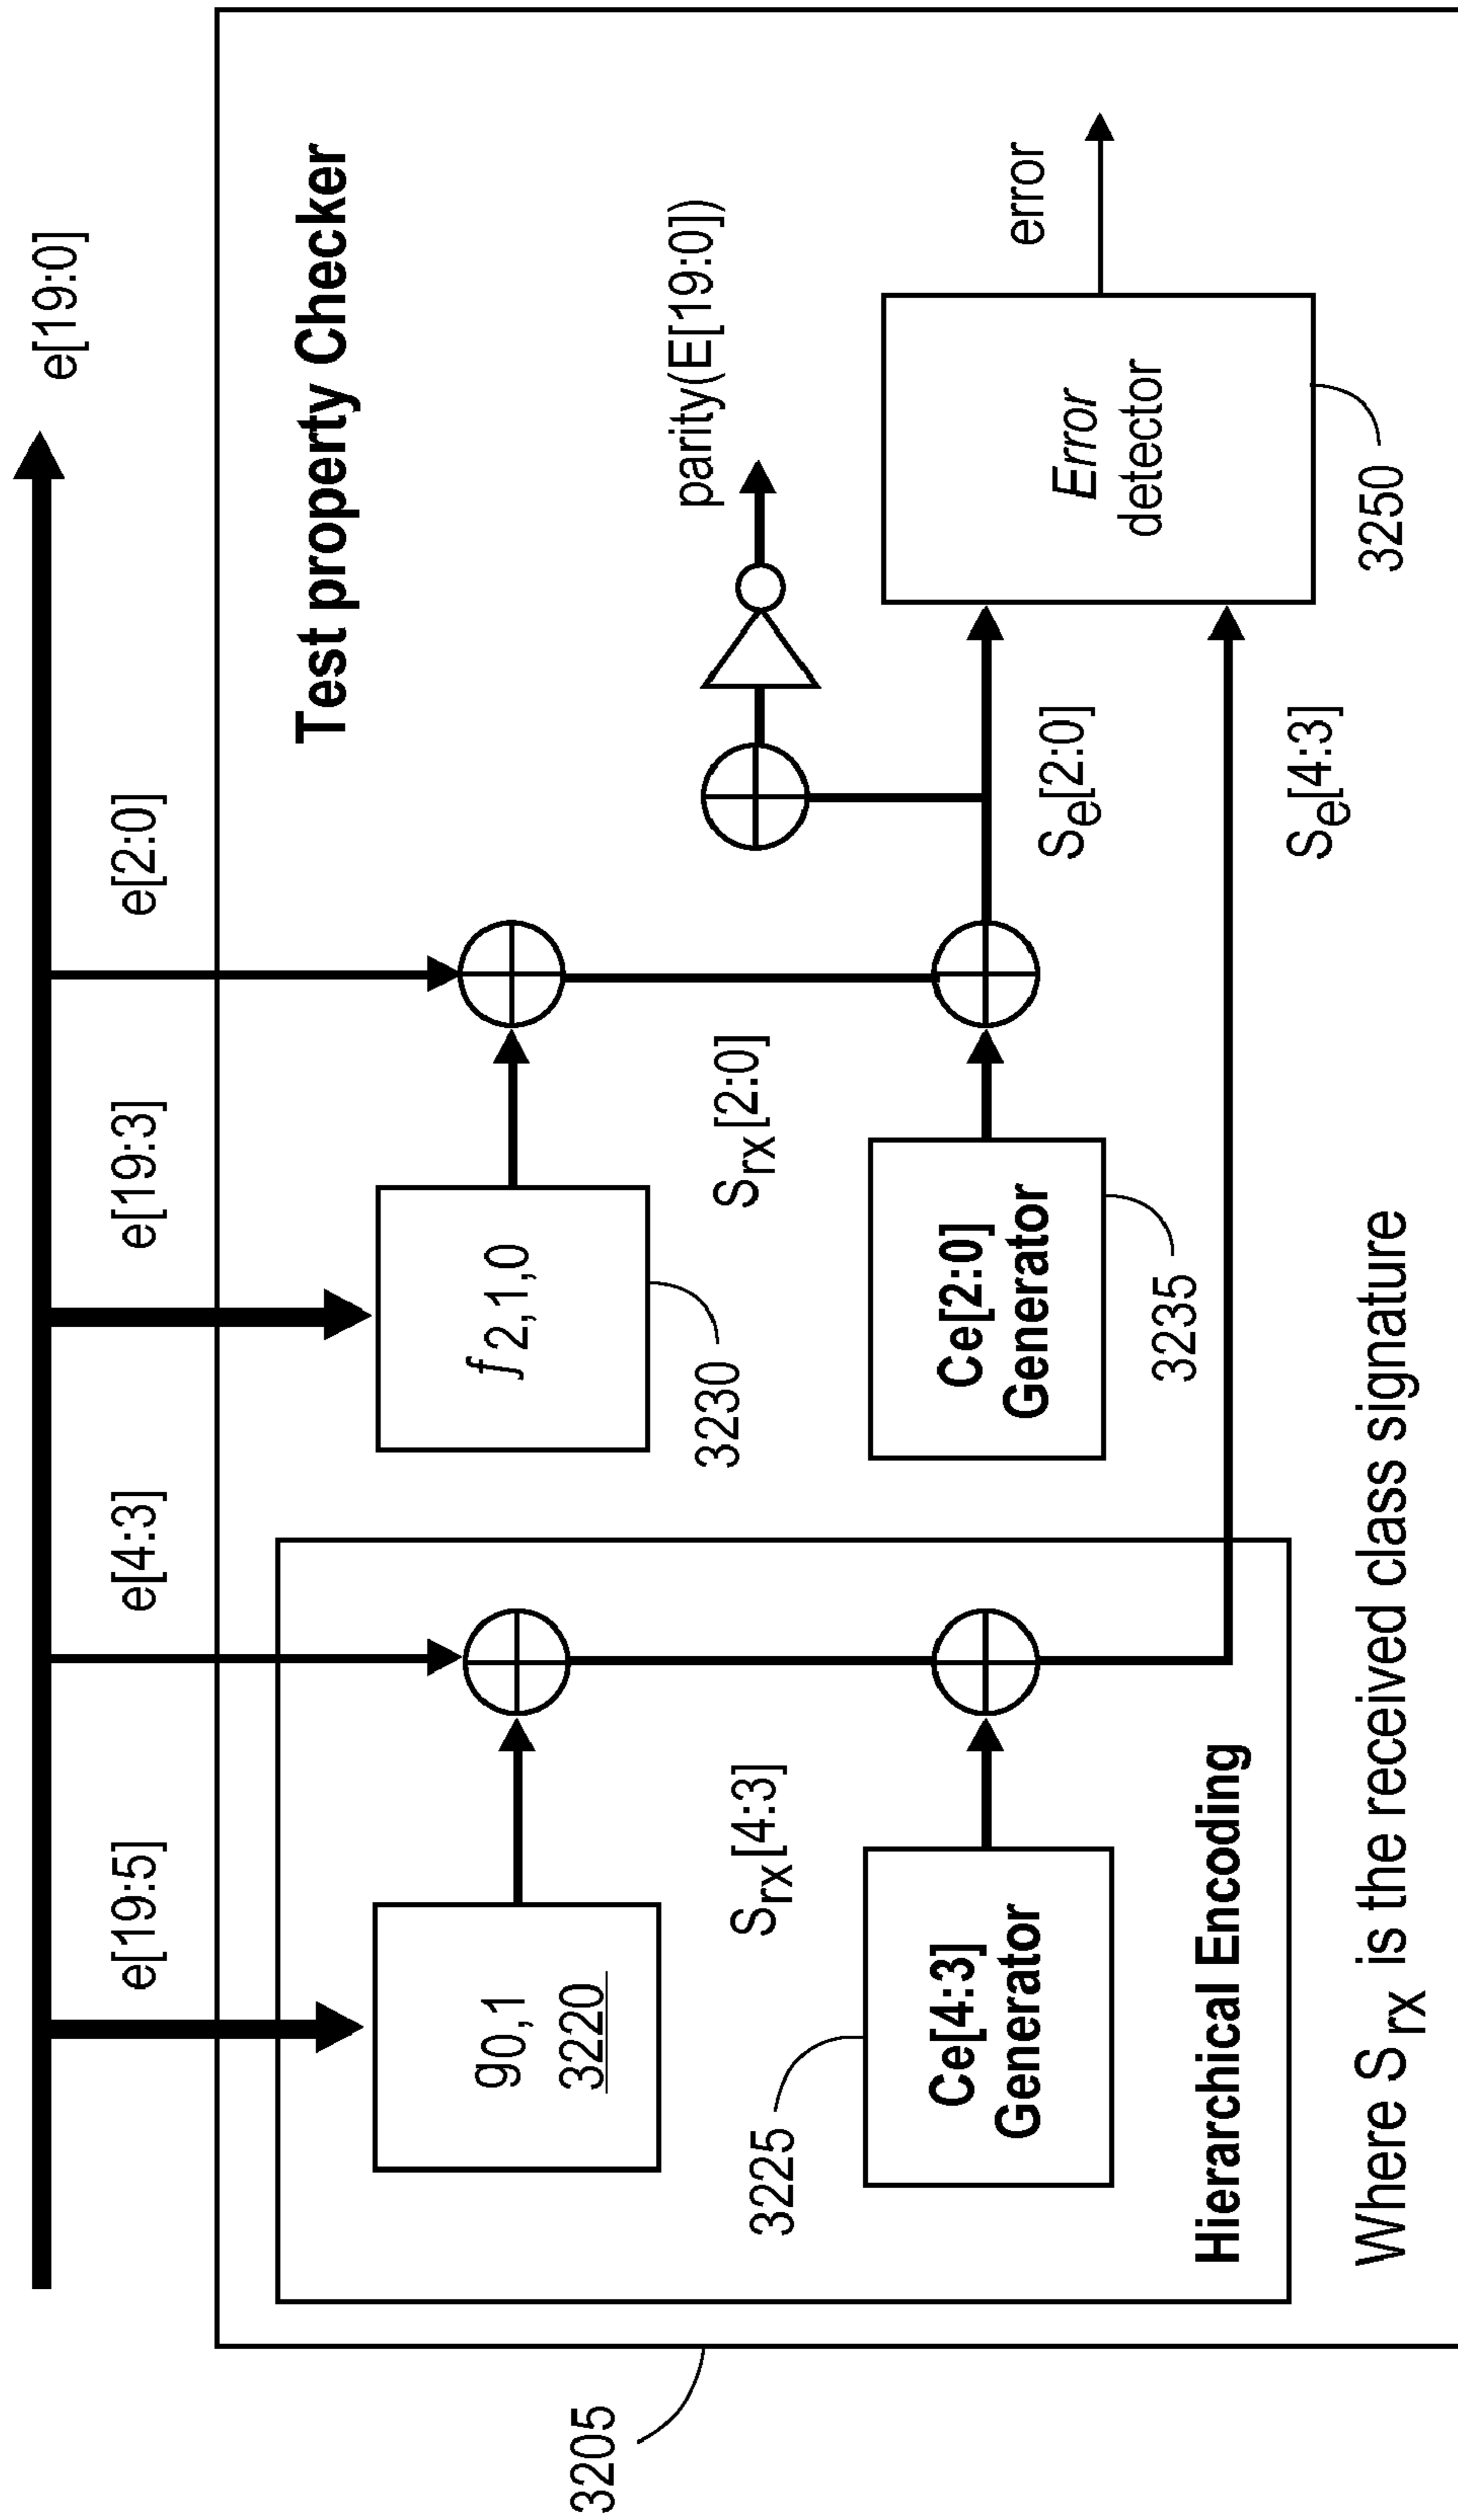 e[19:0]
e[19:5]
e[4:3]
e[19:3]
e[2:0]
Test property Checker
3205
g0,1
3220
ƒ2,1,0
3230
parity(E[19:0])
Srx[4:3]
Srx[2:0]
3225
Ce[4:3]
Generator
Ce[2:0]
Generator
3235
Se[2:0]
Se[4:3]
Error
detector
3250
error
Hierarchical Encoding
Where Srx is the received class signature